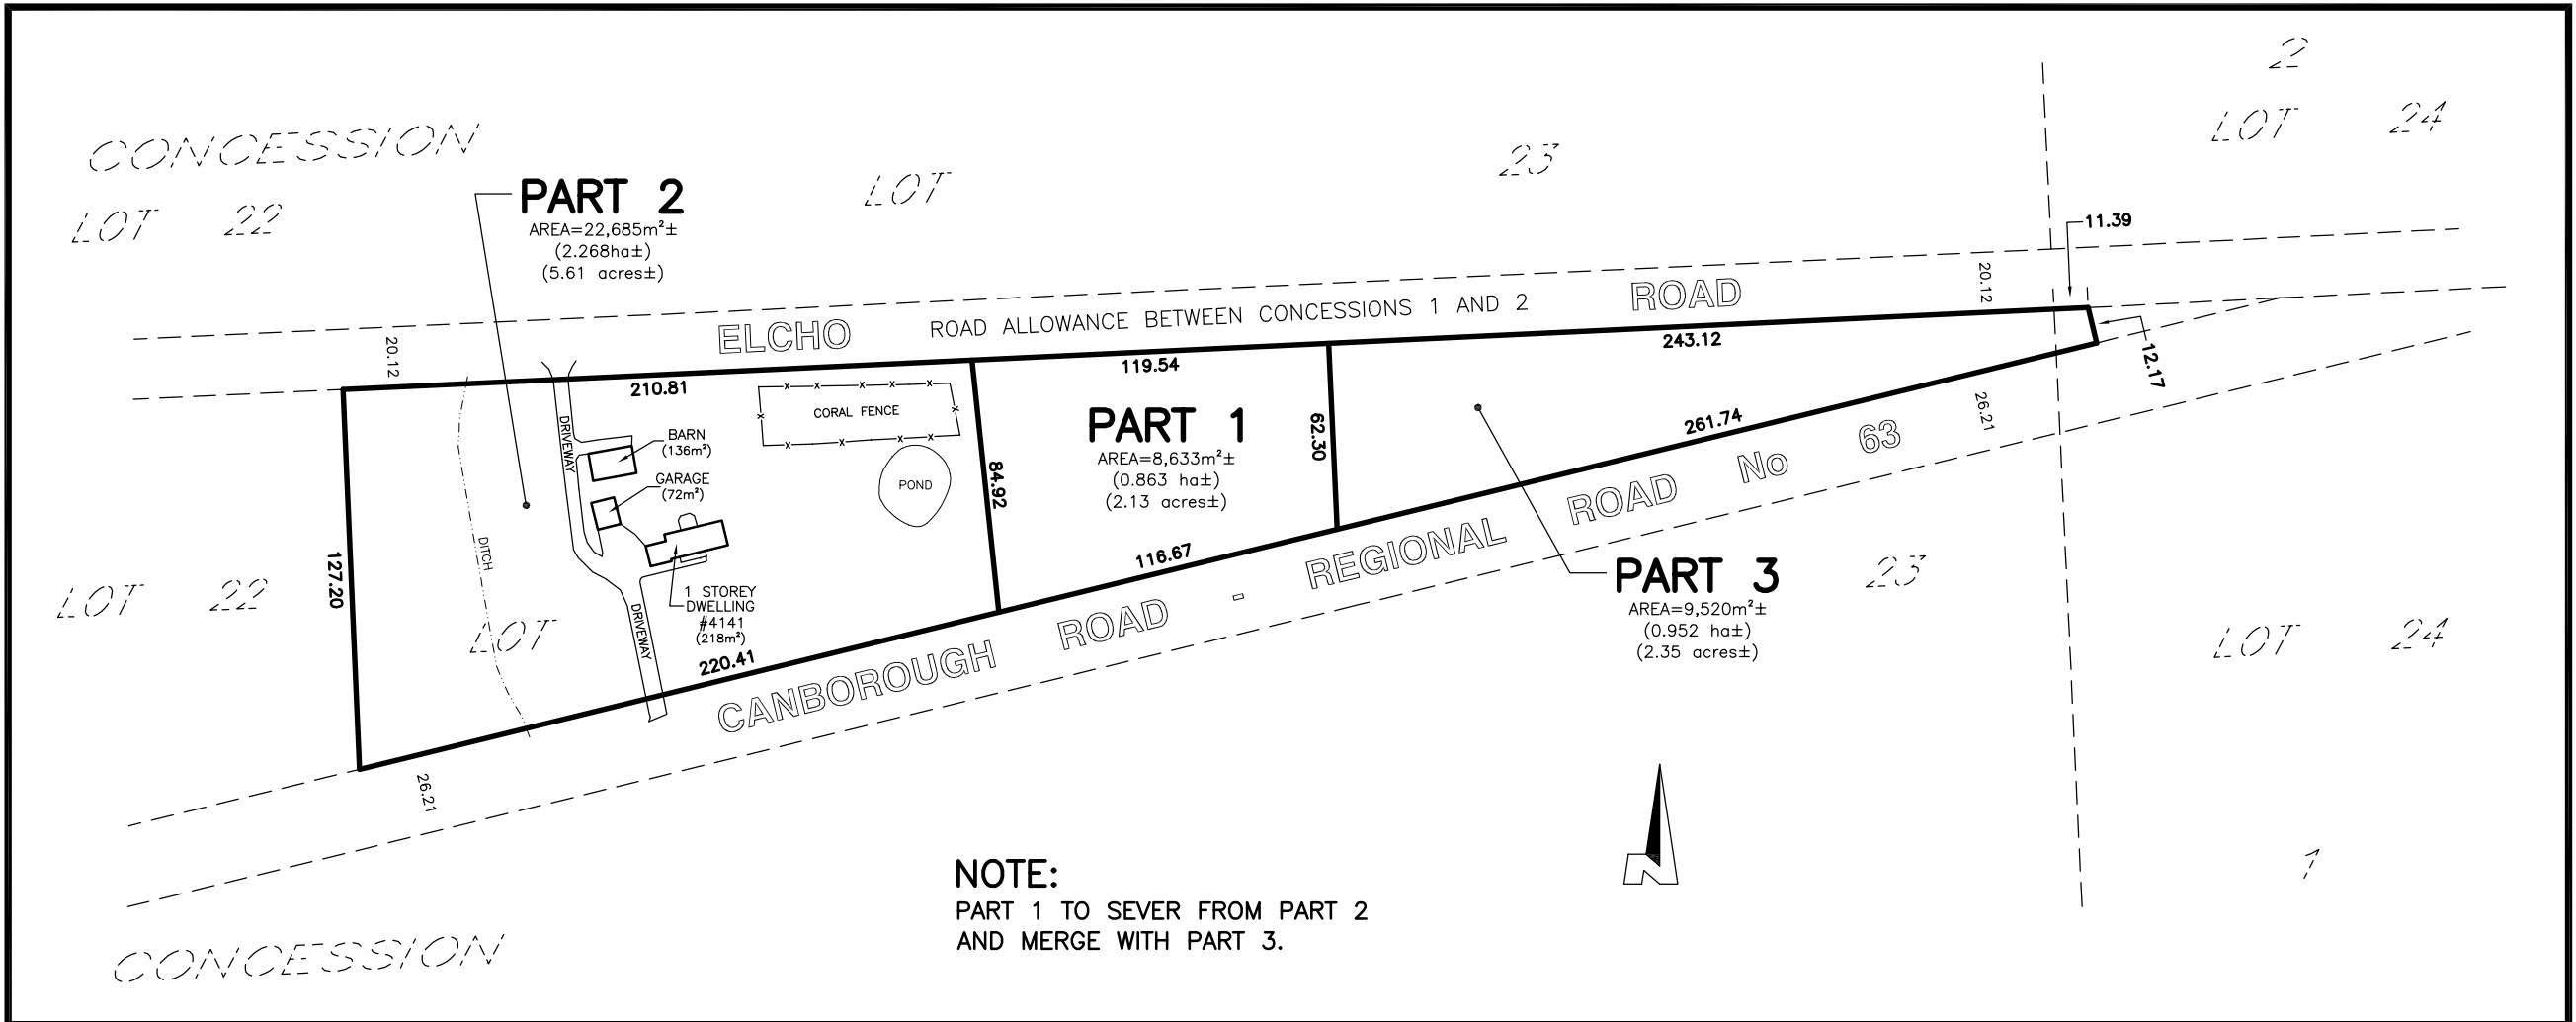 2
CONCESSION
LOT 24
LOT 22
LOT
23
PART 2
AREA=22,685m²±
(2.268ha±)
(5.61 acres±)
11.39
20.12
ELCHO ROAD
ROAD ALLOWANCE BETWEEN CONCESSIONS 1 AND 2
20.12
210.81
119.54
243.12
12.17
CORAL FENCE
DRIVEWAY
BARN
(136m²)
GARAGE
(72m²)
POND
84.92
PART 1
AREA=8,633m²±
(0.863 ha±)
(2.13 acres±)
62.30
261.74
26.21
127.20
DITCH
1 STOREY
DWELLING
#4141
(218m²)
DRIVEWAY
116.67
220.41
CANBOROUGH ROAD - REGIONAL ROAD No 63
PART 3
AREA=9,520m²±
(0.952 ha±)
(2.35 acres±)
LOT 22
LOT
23
LOT 24
26.21
N
NOTE:
PART 1 TO SEVER FROM PART 2
AND MERGE WITH PART 3.
1
CONCESSION